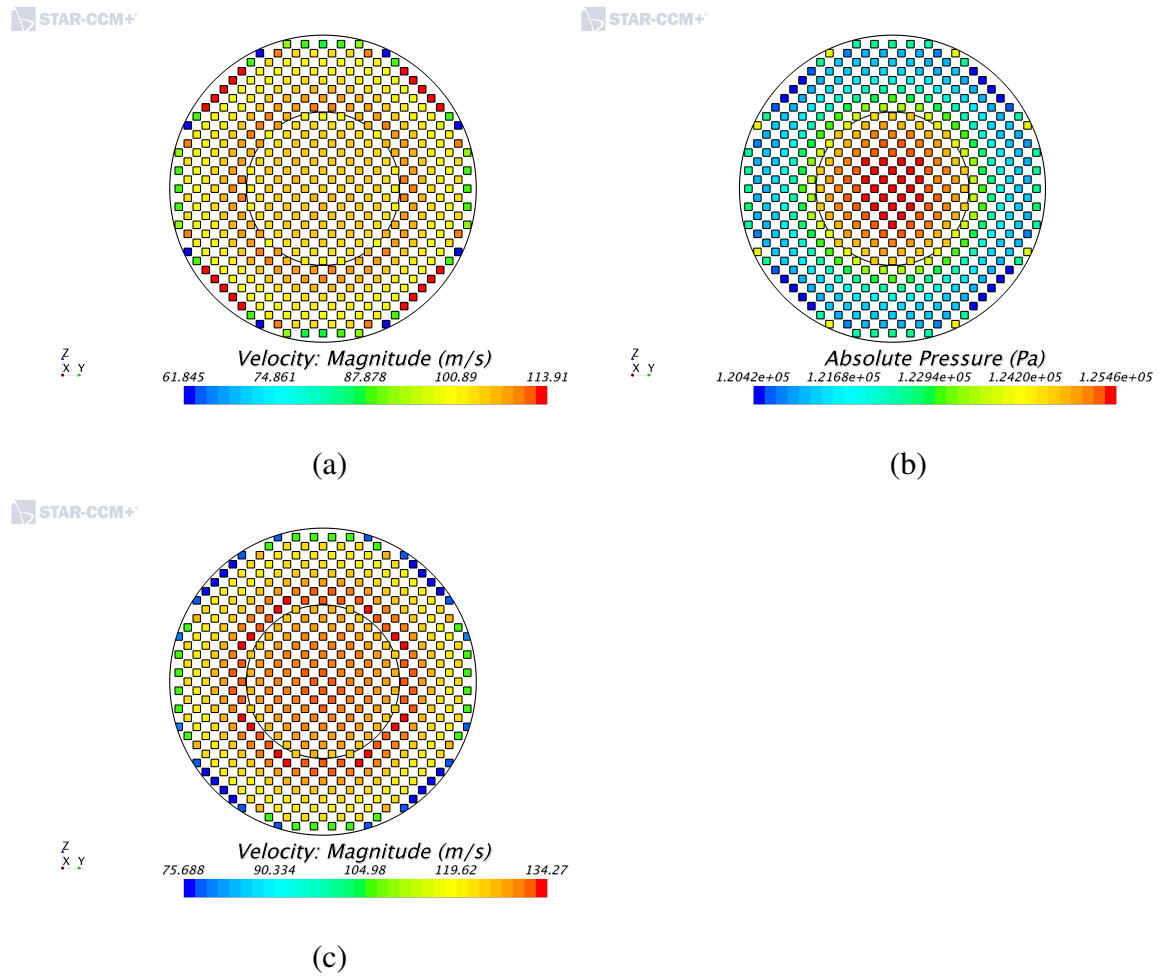 STAR-CCM+
STAR-CCM+
Z
X Y
Velocity: Magnitude (m/s)
61.845 74.861 87.878 100.89 113.91
Z
X Y
Absolute Pressure (Pa)
1.2042e+05 1.2168e+05 1.2294e+05 1.2420e+05 1.2546e+05
(a)
(b)
STAR-CCM+
Z
X Y
Velocity: Magnitude (m/s)
75.688 90.334 104.98 119.62 134.27
(c)